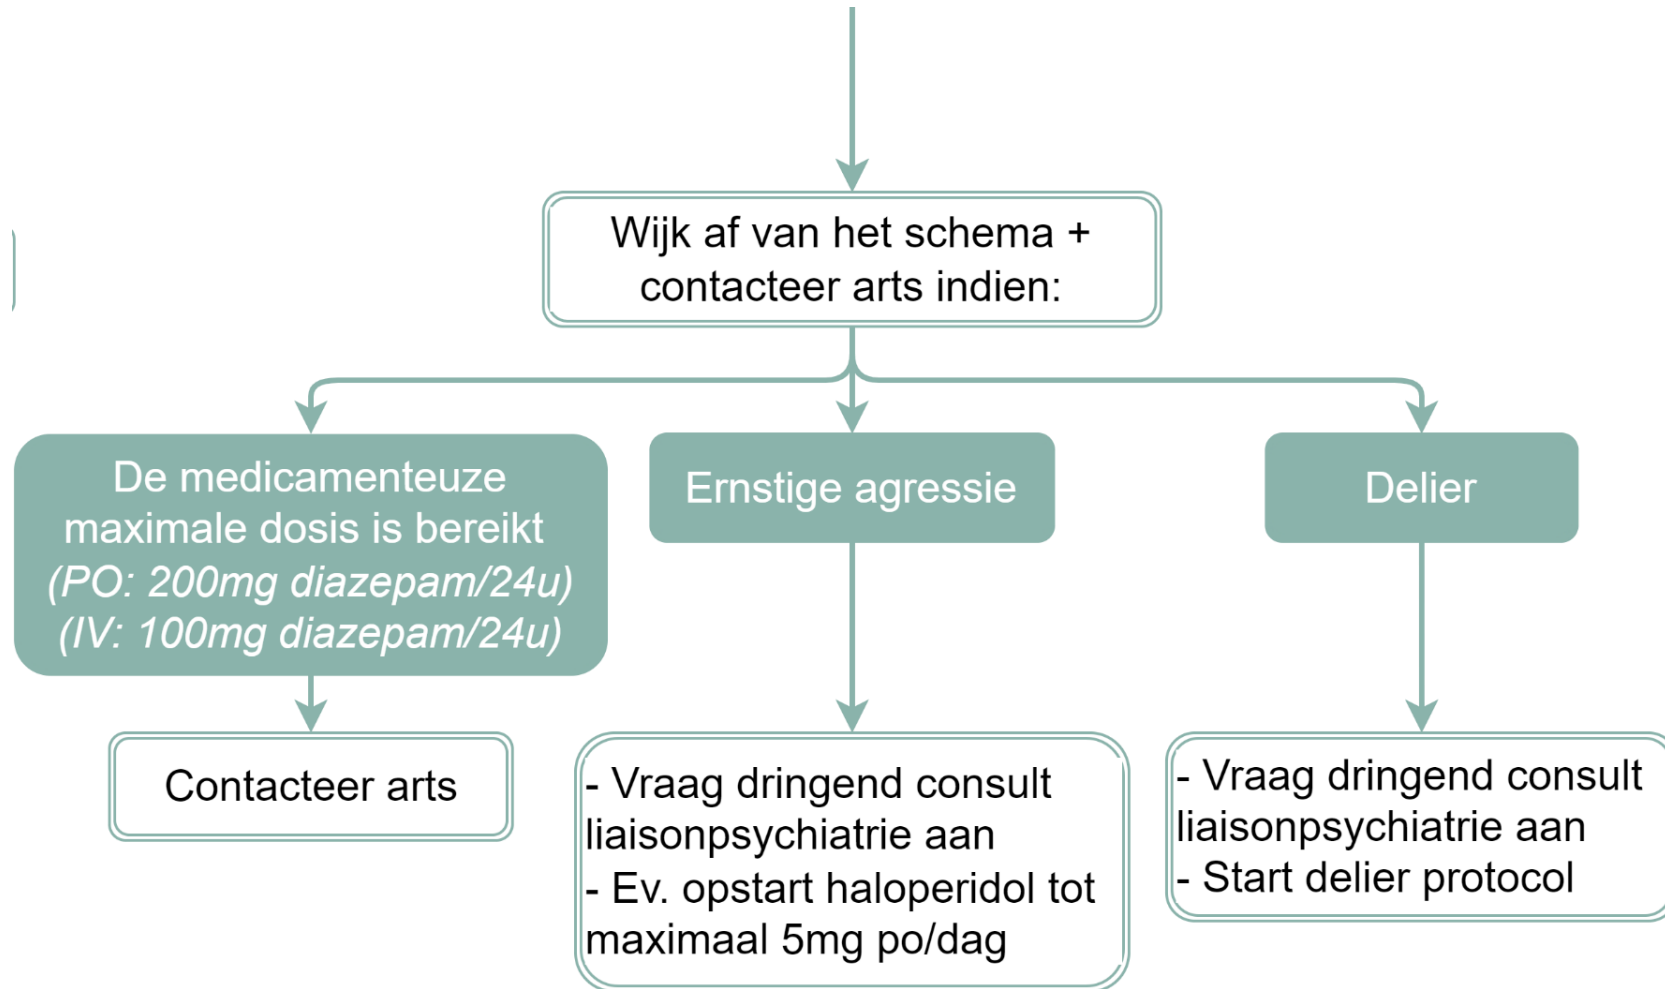 Wijk af van het schema +
contacteer arts indien:
De medicamenteuze
maximale dosis is bereikt
(PO: 200mg diazepam/24u)
(IV: 100mg diazepam/24u)
Ernstige agressie
Delier
Contacteer arts
- Vraag dringend consult
liaisonpsychiatrie aan
- Ev. opstart haloperidol tot
maximaal 5mg po/dag
- Vraag dringend consult
liaisonpsychiatrie aan
- Start delier protocol